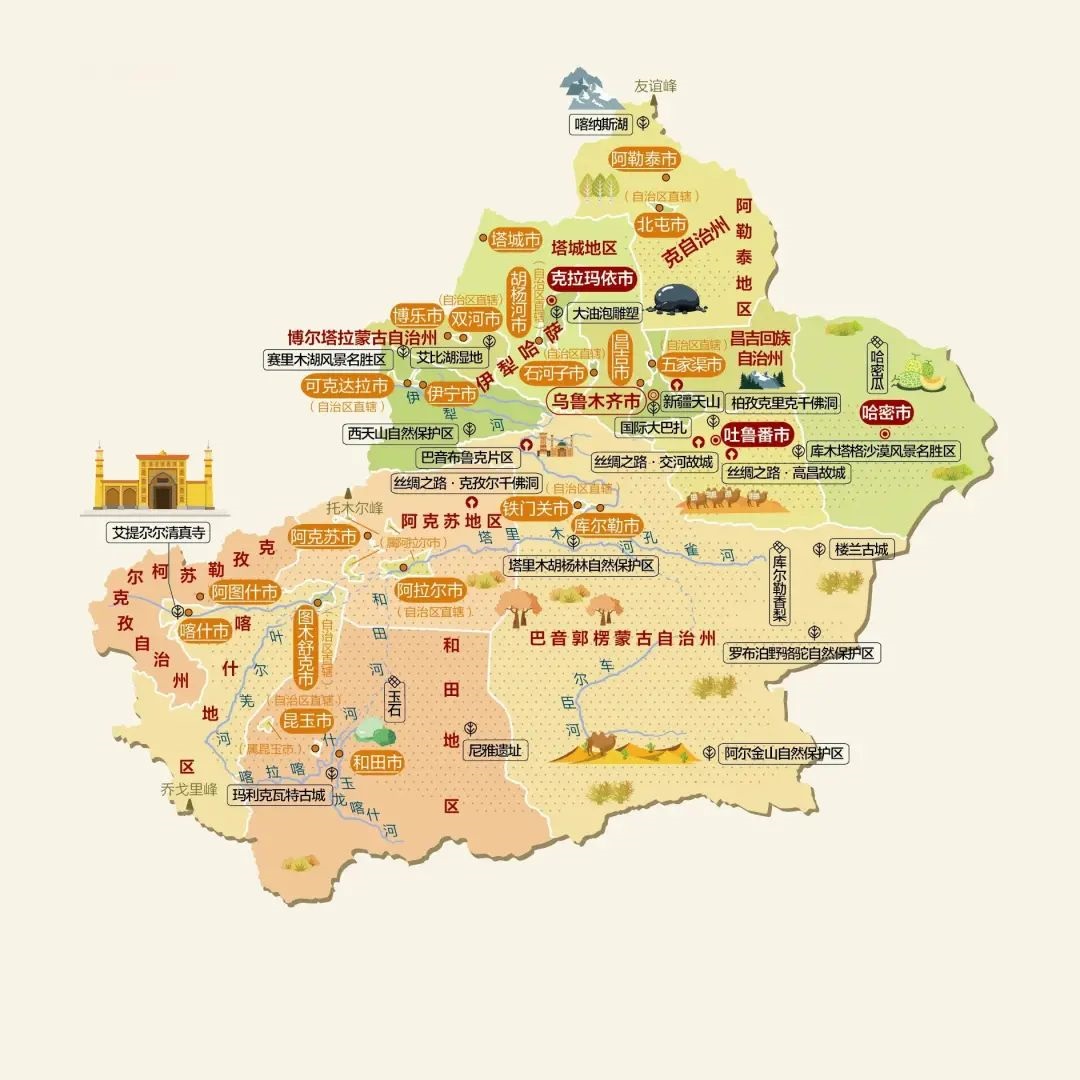 友谊峰
喀纳斯湖
阿勒泰市
（自治区直辖）
北屯市
阿勒泰地区
克自治州
塔城市
塔城地区
克拉玛依市
胡杨河市
（自治区直辖）
大油泡雕塑
（自治区直辖）
博乐市
双河市
博尔塔拉蒙古自治州
赛里木湖风景名胜区
艾比湖湿地
伊犁哈萨
昌吉市
（自治区直辖）
五家渠市
昌吉回族
自治州
（自治区直辖）
石河子市
哈密瓜
可克达拉市
（自治区直辖）
伊宁市
伊犁河
乌鲁木齐市
新疆天山
柏孜克里克千佛洞
哈密市
西天山自然保护区
国际大巴扎
吐鲁番市
库木塔格沙漠风景名胜区
巴音布鲁克片区
丝绸之路·交河故城
丝绸之路·高昌故城
丝绸之路·克孜尔千佛洞
（自治区直辖
托木尔峰
阿克苏地区
铁门关市
库尔勒市
艾提尕尔清真寺
阿克苏市
（属阿拉尔市）
塔里木河
孔雀河
塔里木胡杨林自然保护区
库尔勒香梨
楼兰古城
克孜勒苏柯尔克孜自治州
阿图什市
阿拉尔市
（自治区直辖）
喀什市
图木舒克市
（自治区直辖）
和田河
巴音郭楞蒙古自治州
罗布泊野骆驼自然保护区
喀什地区
叶尔羌河
玉石
和田地区
车尔臣河
（自治区直辖）
昆玉市
（属昆玉市）
和田市
尼雅遗址
阿尔金山自然保护区
乔戈里峰
喀拉喀什河
玛利克瓦特古城
玉龙喀什河